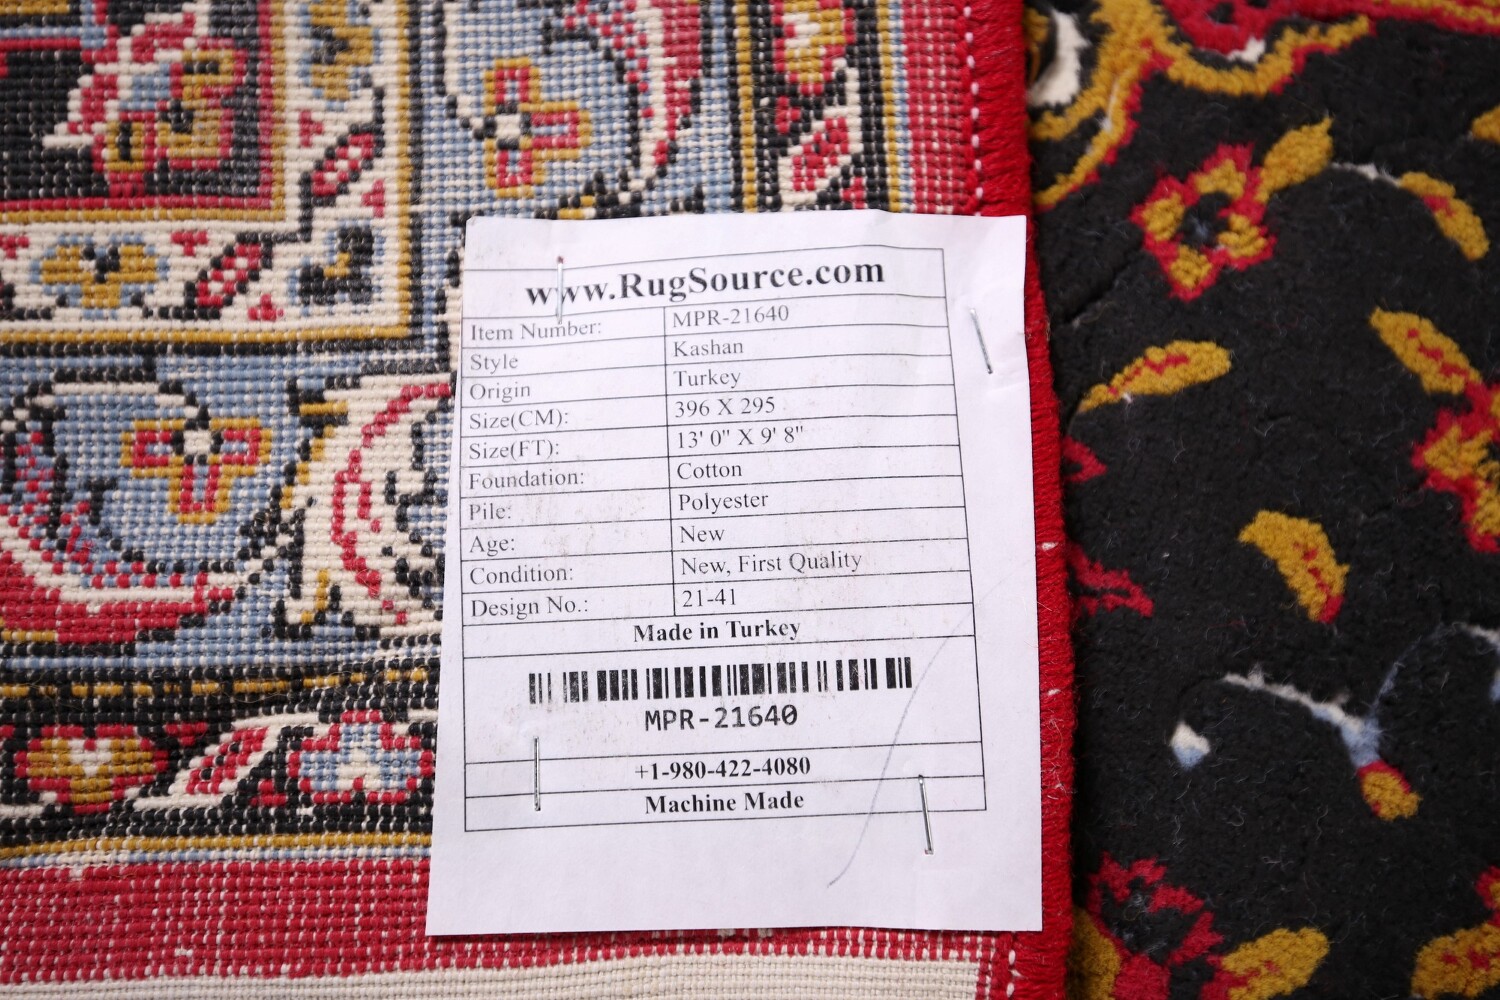 www.RugSource.com
Item Number: MPR-21640
Style Kashan
Origin Turkey
Size(CM): 396 X 295
Size(FT): 13' 0" X 9' 8"
Foundation: Cotton
Pile: Polyester
Age: New
Condition: New, First Quality
Design No.: 21-41
Made in Turkey
MPR-21640
+1-980-422-4080
Machine Made